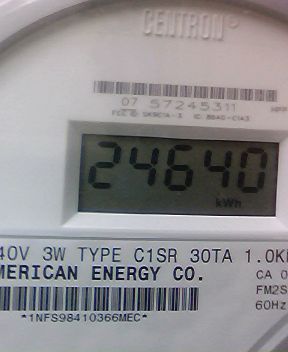 CENTRON®
07 57245311
24640
kWh
40V 3W TYPE C1SR 30TA 1.0K
MERICAN ENERGY CO.
CA 0
FM2S
60Hz
*1NFS98410366MEC*